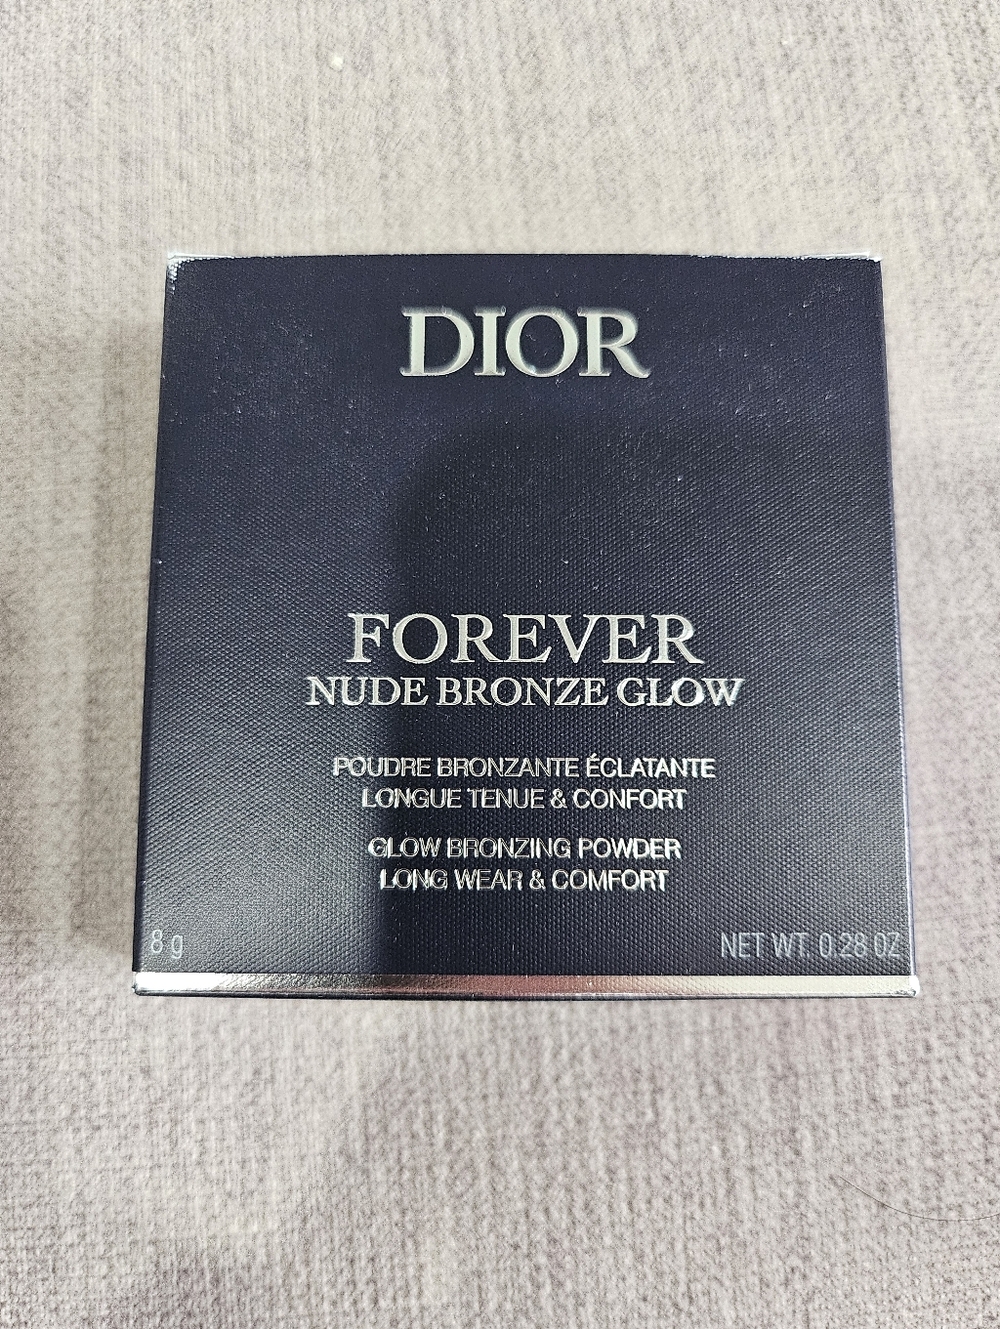 DIOR
FOREVER
NUDE BRONZE GLOW
POUDRE BRONZANTE ÉCLATANTE
LONGUE TENUE & CONFORT
GLOW BRONZING POWDER
LONG WEAR & COMFORT
8 g
NET WT. 0.28 OZ